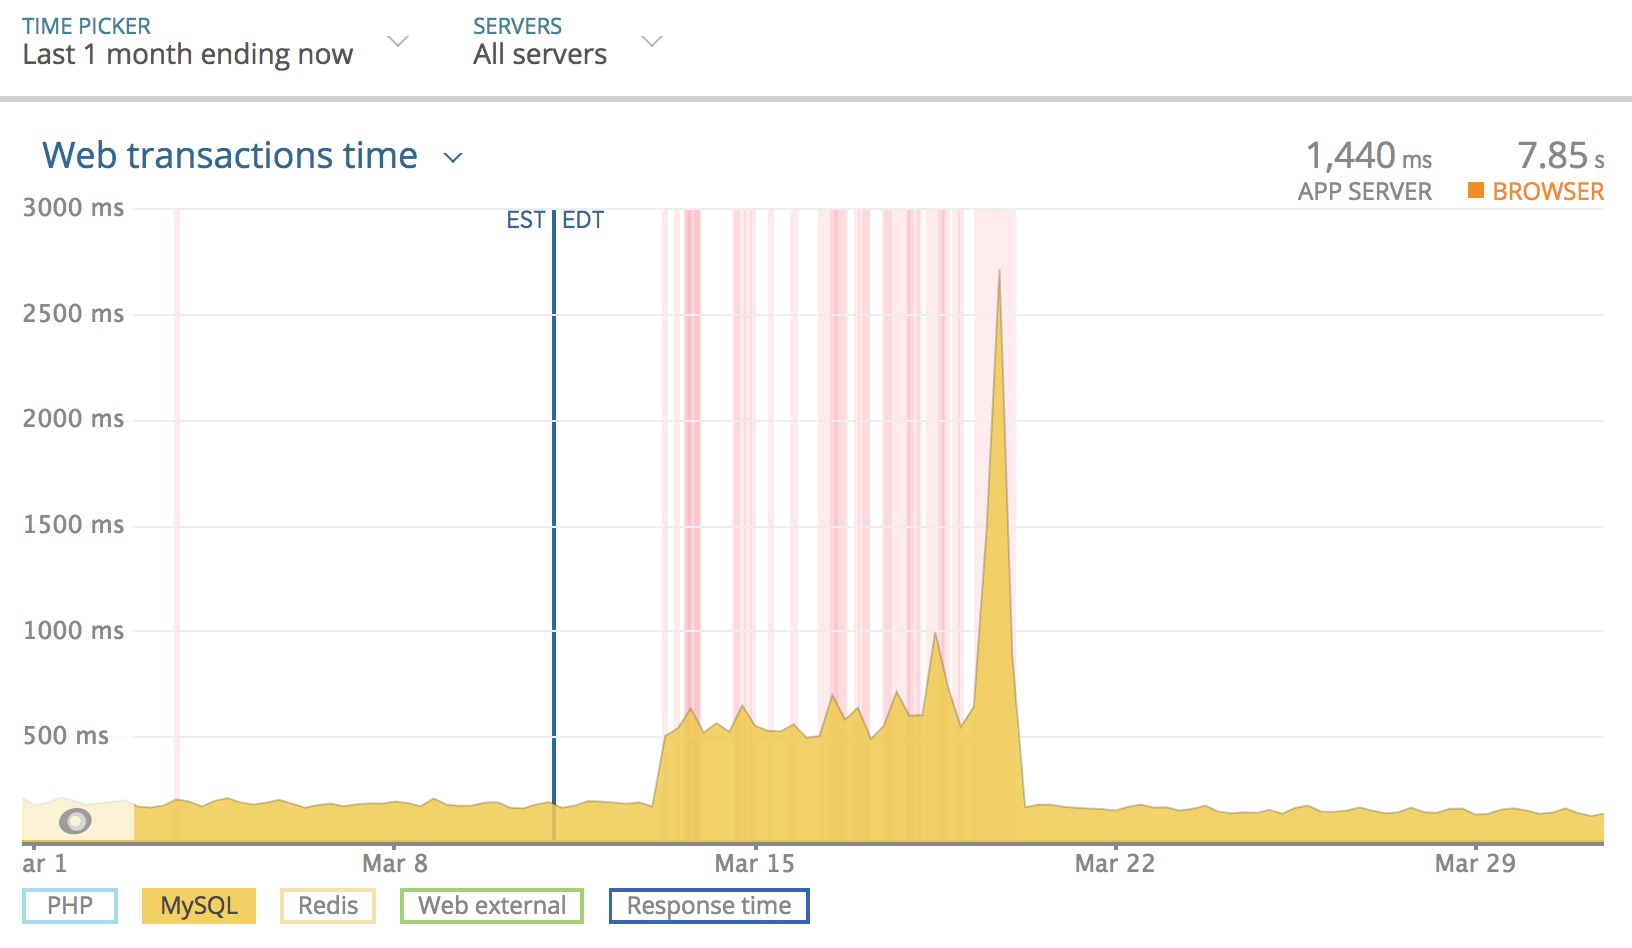 TIME PICKER
Last 1 month ending now
SERVERS
All servers
Web transactions time
1,440 ms
APP SERVER
7.85 s
BROWSER
3000 ms
EST EDT
2500 ms
2000 ms
1500 ms
1000 ms
500 ms
ar 1 Mar 8 Mar 15 Mar 22 Mar 29
PHP MySQL Redis Web external Response time